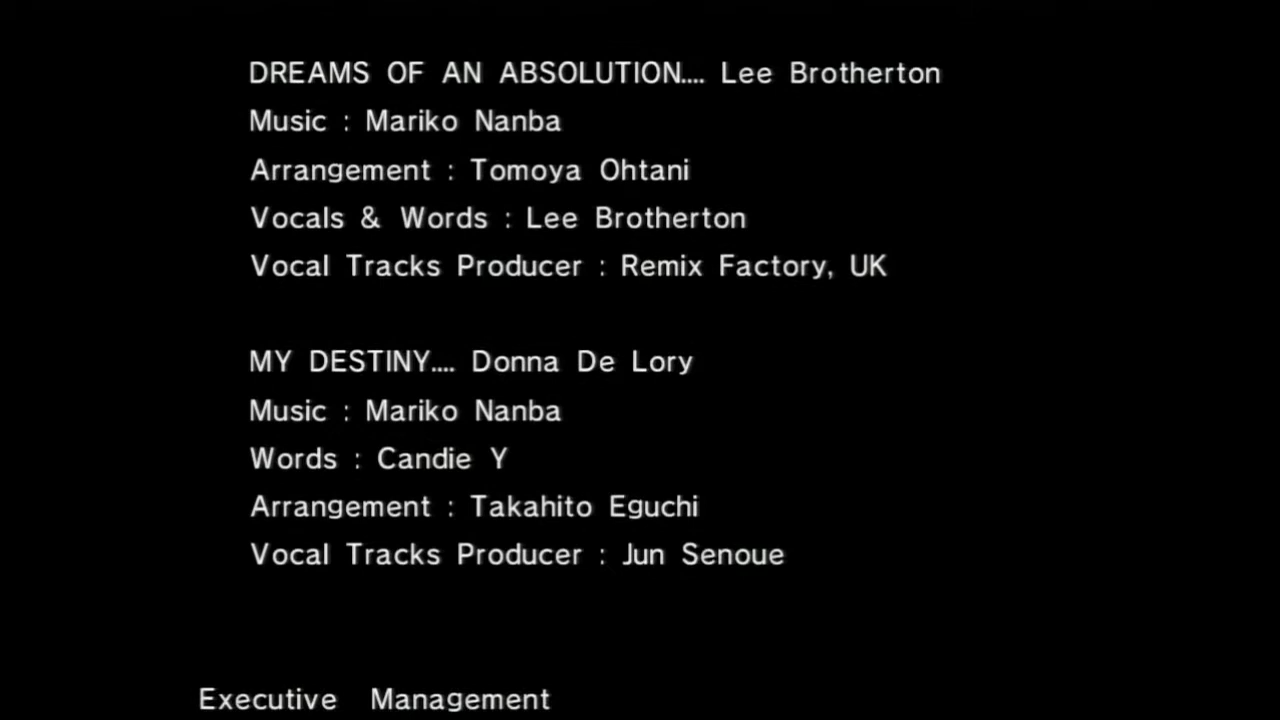 DREAMS OF AN ABSOLUTION.... Lee Brotherton
Music : Mariko Nanba
Arrangement : Tomoya Ohtani
Vocals & Words : Lee Brotherton
Vocal Tracks Producer : Remix Factory, UK
MY DESTINY.... Donna De Lory
Music : Mariko Nanba
Words : Candie Y
Arrangement : Takahito Eguchi
Vocal Tracks Producer : Jun Senoue
Executive Management